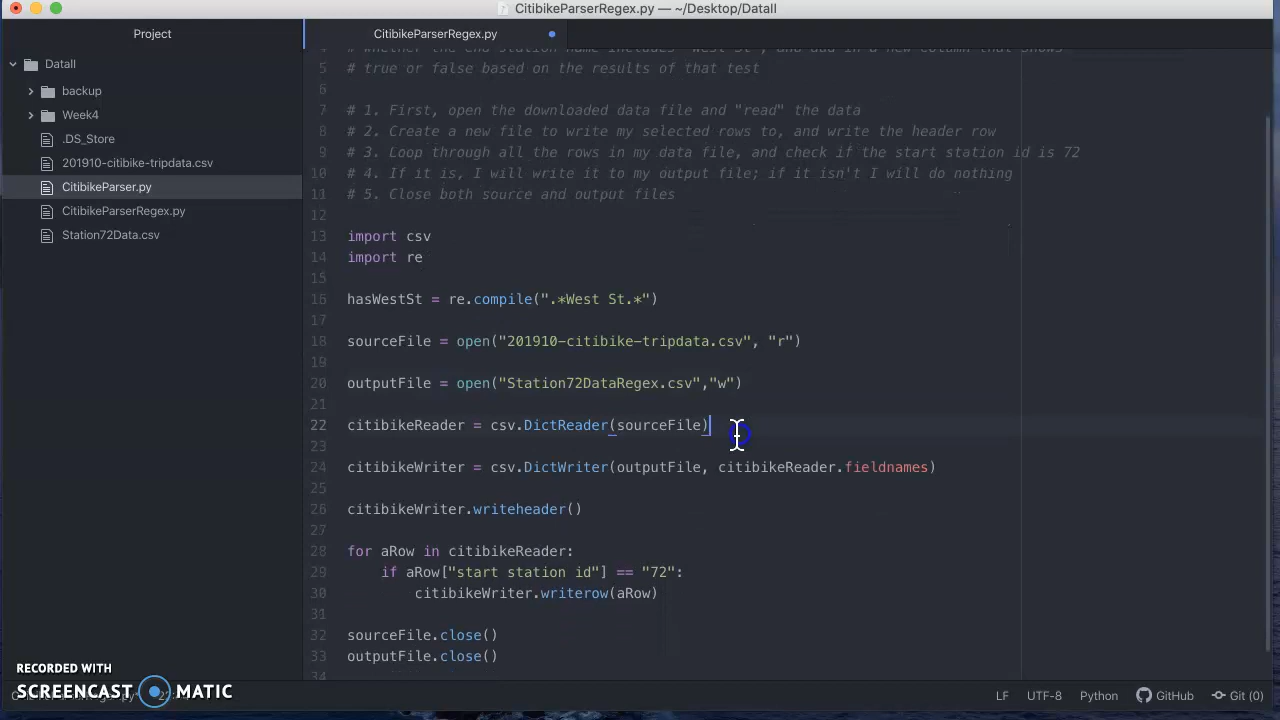 CitibikeParserRegex.py — ~/Desktop/DataII
Project
CitibikeParserRegex.py
DataII
backup
Week4
.DS_Store
201910-citibike-tripdata.csv
CitibikeParser.py
CitibikeParserRegex.py
Station72Data.csv
5 # true or false based on the results of that test
6
7 # 1. First, open the downloaded data file and "read" the data
8 # 2. Create a new file to write my selected rows to, and write the header row
9 # 3. Loop through all the rows in my data file, and check if the start station id is 72
10 # 4. If it is, I will write it to my output file; if it isn't I will do nothing
11 # 5. Close both source and output files
12
13 import csv
14 import re
15
16 hasWestSt = re.compile(".*West St.*")
17
18 sourceFile = open("201910-citibike-tripdata.csv", "r")
19
20 outputFile = open("Station72DataRegex.csv","w")
21
22 citibikeReader = csv.DictReader(sourceFile)
23
24 citibikeWriter = csv.DictWriter(outputFile, citibikeReader.fieldnames)
25
26 citibikeWriter.writeheader()
27
28 for aRow in citibikeReader:
29 if aRow["start station id"] == "72":
30 citibikeWriter.writerow(aRow)
31
32 sourceFile.close()
33 outputFile.close()
34
RECORDED WITH
SCREENCAST MATIC
LF UTF-8 Python GitHub Git (0)